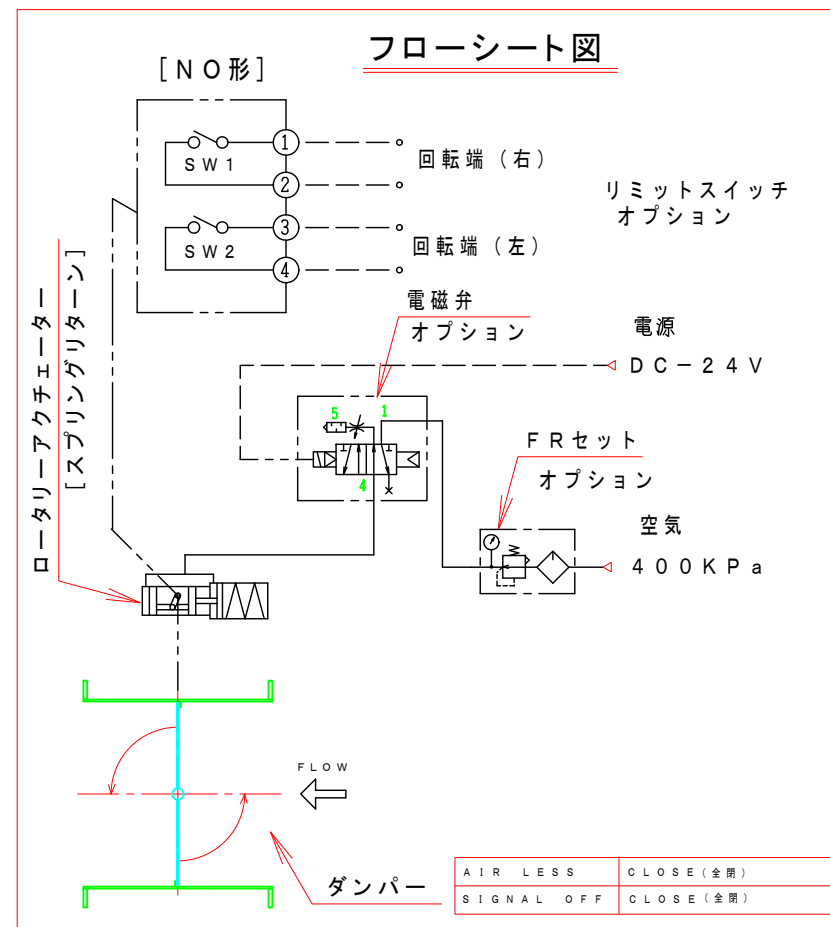 フローシート図
[NO形]
SW1
1
2
回転端(右)
SW2
3
4
回転端(左)
リミットスイッチ
オプション
ロータリーアクチェーター
[スプリングリターン]
電磁弁
オプション
電源
DC-24V
5
1
4
FRセット
オプション
空気
400KPa
FLOW
ダンパー
AIR LESS CLOSE(全閉)
SIGNAL OFF CLOSE(全閉)